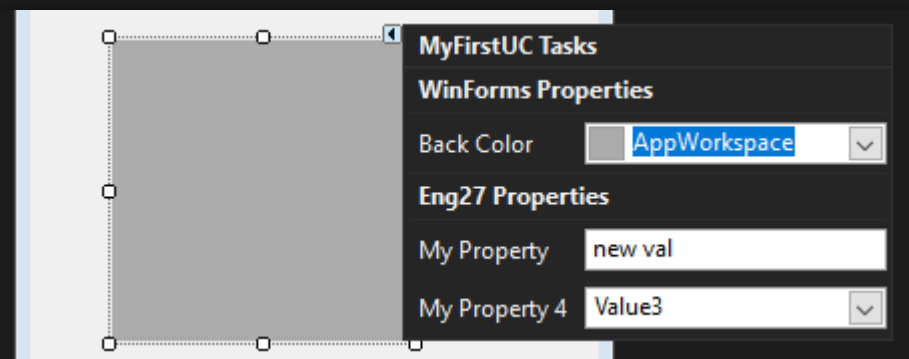 MyFirstUC Tasks
WinForms Properties
Back Color AppWorkspace
Eng27 Properties
My Property new val
My Property 4 Value3